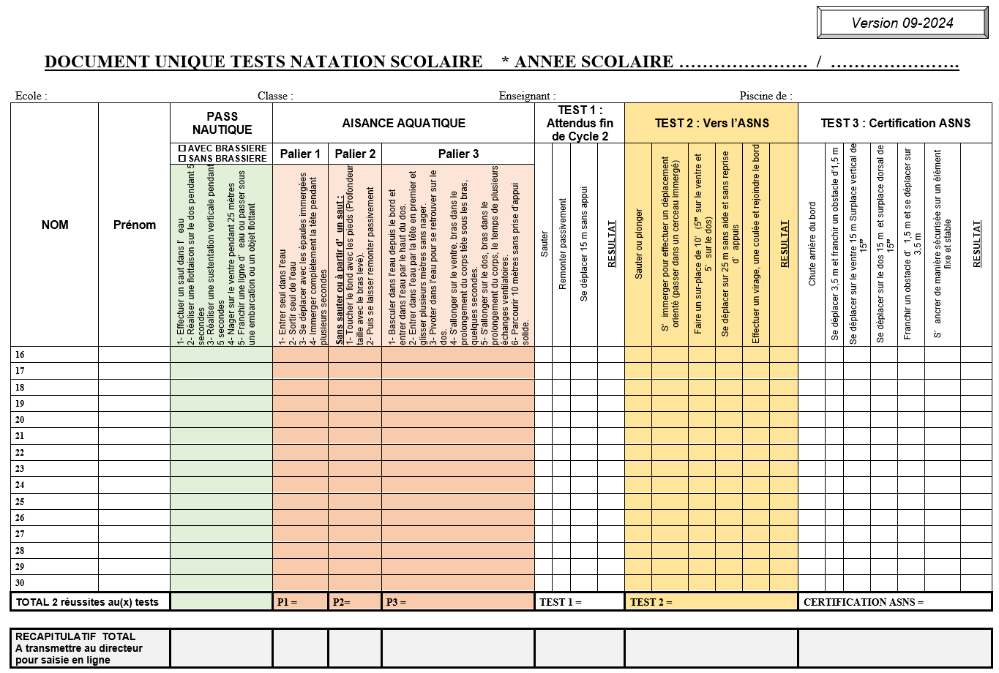 Version 09-2024
DOCUMENT UNIQUE TESTS NATATION SCOLAIRE * ANNEE SCOLAIRE …………………. / ………………….
Ecole : Classe : Enseignant : Piscine de :
NOM
Prénom
PASS
NAUTIQUE
AVEC BRASSIERE
SANS BRASSIERE
1- Effectuer un saut dans l' eau
2- Réaliser une flottaison sur le dos pendant 5
secondes
3- Réaliser une sustentation verticale pendant
5 secondes
4- Nager sur le ventre pendant 25 mètres
5- Franchir une ligne d' eau ou passer sous
une embarcation ou un objet flottant
AISANCE AQUATIQUE
Palier 1
1- Entrer seul dans l'eau
2- Sortir seul de l'eau
3- Se déplacer avec les épaules immergées
4- Immerger complètement la tête pendant
plusieurs secondes
Palier 2
Sans sauter ou à partir d' un saut :
1- Toucher le fond avec les pieds (Profondeur
taille avec le bras levé).
2- Puis se laisser remonter passivement
Palier 3
1- Basculer dans l'eau depuis le bord et
entrer dans l'eau par le haut du dos.
2- Entrer dans l'eau par la tête en premier et
glisser plusieurs mètres sans nager.
3- Pivoter dans l'eau pour se retrouver sur le
dos.
4- S'allonger sur le ventre, bras dans le
prolongement du corps tête sous les bras,
quelques secondes.
5- S'allonger sur le dos, bras dans le
prolongement du corps, le temps de plusieurs
échanges ventilatoires.
6- Parcourir 10 mètres sans prise d'appui
solide.
TEST 1 :
Attendus fin
de Cycle 2
Sauter
Remonter passivement
Se déplacer 15 m sans appui
RESULTAT
TEST 2 : Vers l'ASNS
Sauter ou plonger
S' immerger pour effectuer un déplacement
orienté (passer dans un cerceau immergé)
Faire un sur-place de 10' (5" sur le ventre et
5' sur le dos)
Se déplacer sur 25 m sans aide et sans reprise
d' appuis
Effectuer un virage, une coulée et rejoindre le bord
RESULTAT
TEST 3 : Certification ASNS
Chute arrière du bord
Se déplacer 3,5 m et franchir un obstacle d'1,5 m
Se déplacer sur le ventre 15 m Surplace vertical de
15"
Se déplacer sur le dos 15 m et surplace dorsal de
15"
Franchir un obstacle d' 1,5 m et se déplacer sur
3,5 m
S' ancrer de manière sécurisée sur un élément
fixe et stable
RESULTAT
16
17
18
19
20
21
22
23
24
25
26
27
28
29
30
TOTAL 2 réussites au(x) tests P1 = P2= P3 = TEST 1 = TEST 2 = CERTIFICATION ASNS =
RECAPITULATIF TOTAL
A transmettre au directeur
pour saisie en ligne